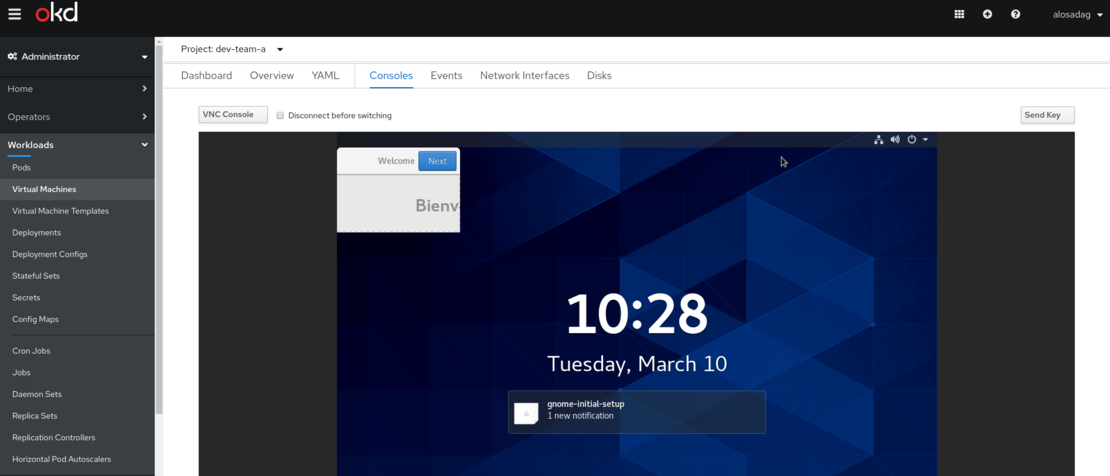 okd
alosadag
Administrator
Home
Operators
Workloads
Pods
Virtual Machines
Virtual Machine Templates
Deployments
Deployment Configs
Stateful Sets
Secrets
Config Maps
Cron Jobs
Jobs
Daemon Sets
Replica Sets
Replication Controllers
Horizontal Pod Autoscalers
Project: dev-team-a
Dashboard Overview YAML Consoles Events Network Interfaces Disks
VNC Console Disconnect before switching Send Key
Welcome Next
Bienv
10:28
Tuesday, March 10
gnome-initial-setup
1 new notification